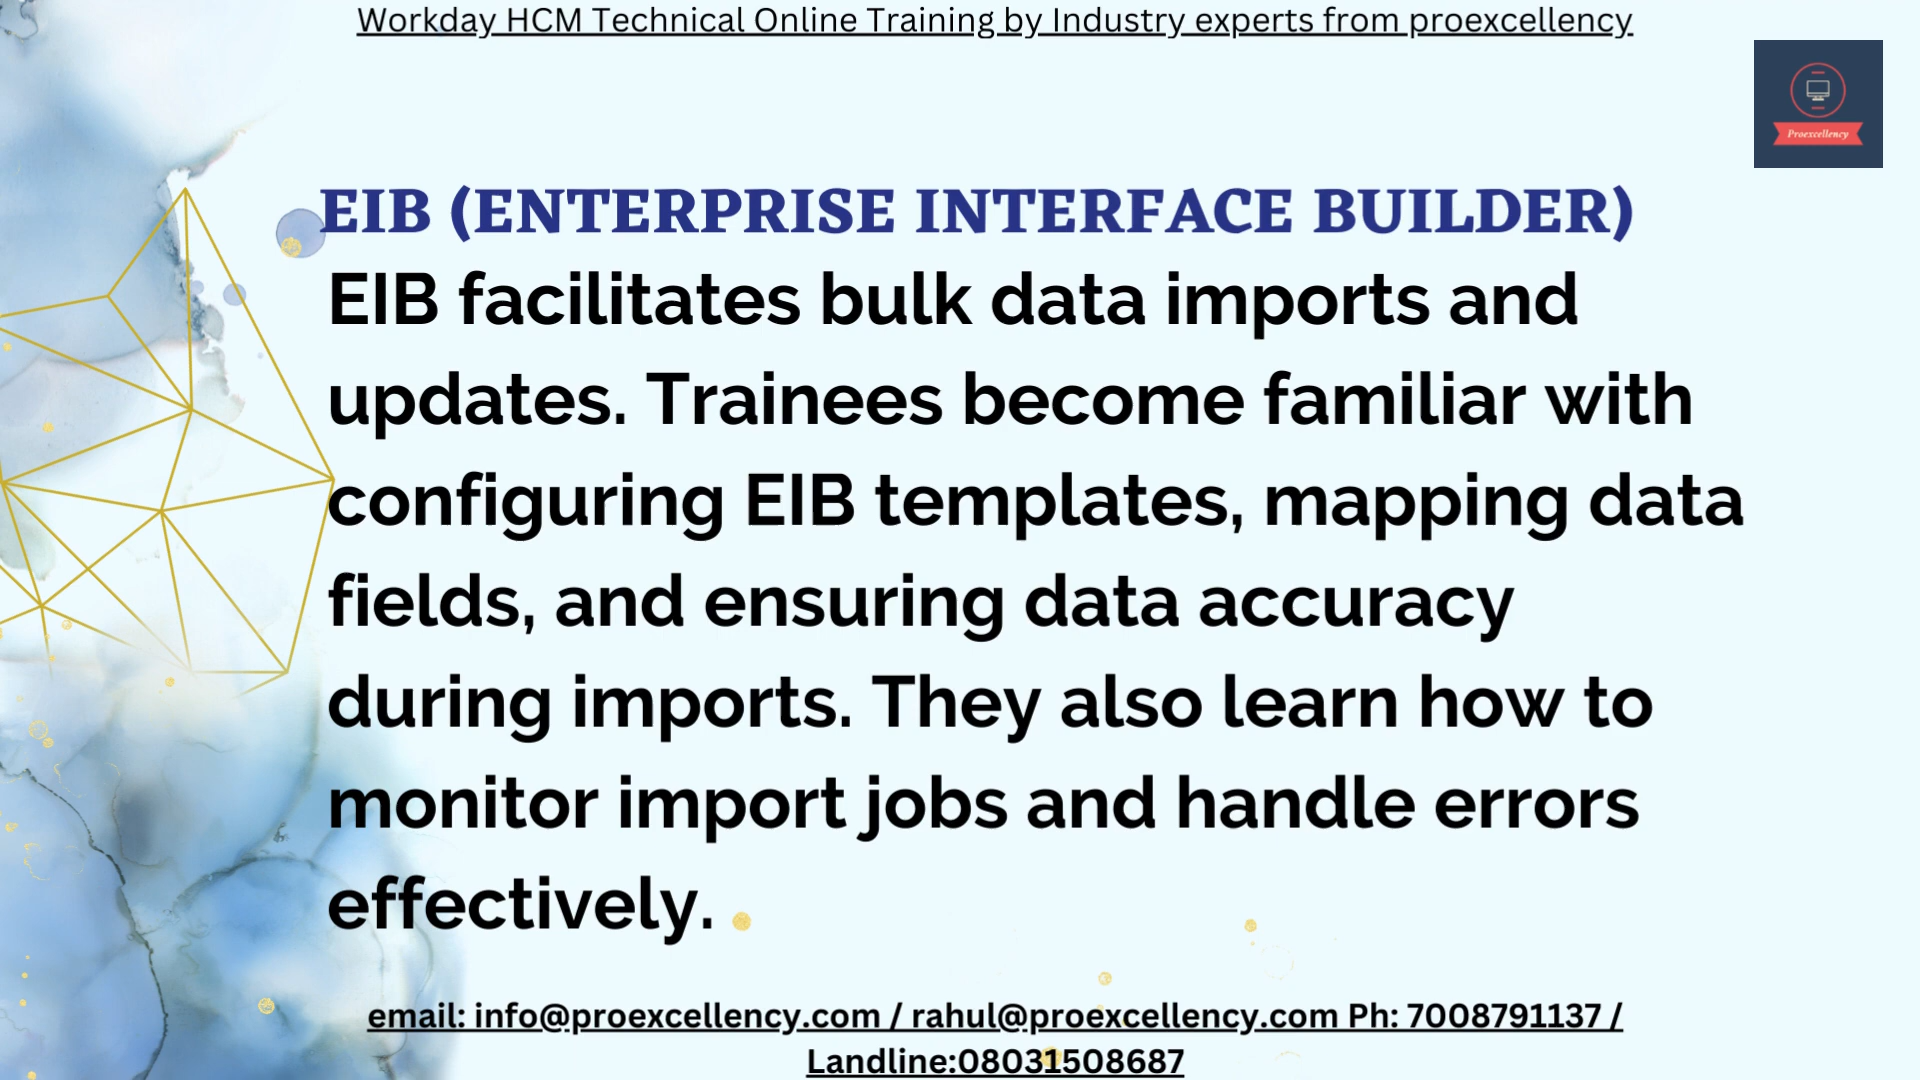 Workday HCM Technical Online Training by Industry experts from proexcellency
Proexcellency
EIB (ENTERPRISE INTERFACE BUILDER)
EIB facilitates bulk data imports and
updates. Trainees become familiar with
configuring EIB templates, mapping data
fields, and ensuring data accuracy
during imports. They also learn how to
monitor import jobs and handle errors
effectively.
email: info@proexcellency.com / rahul@proexcellency.com Ph: 7008791137 /
Landline:08031508687